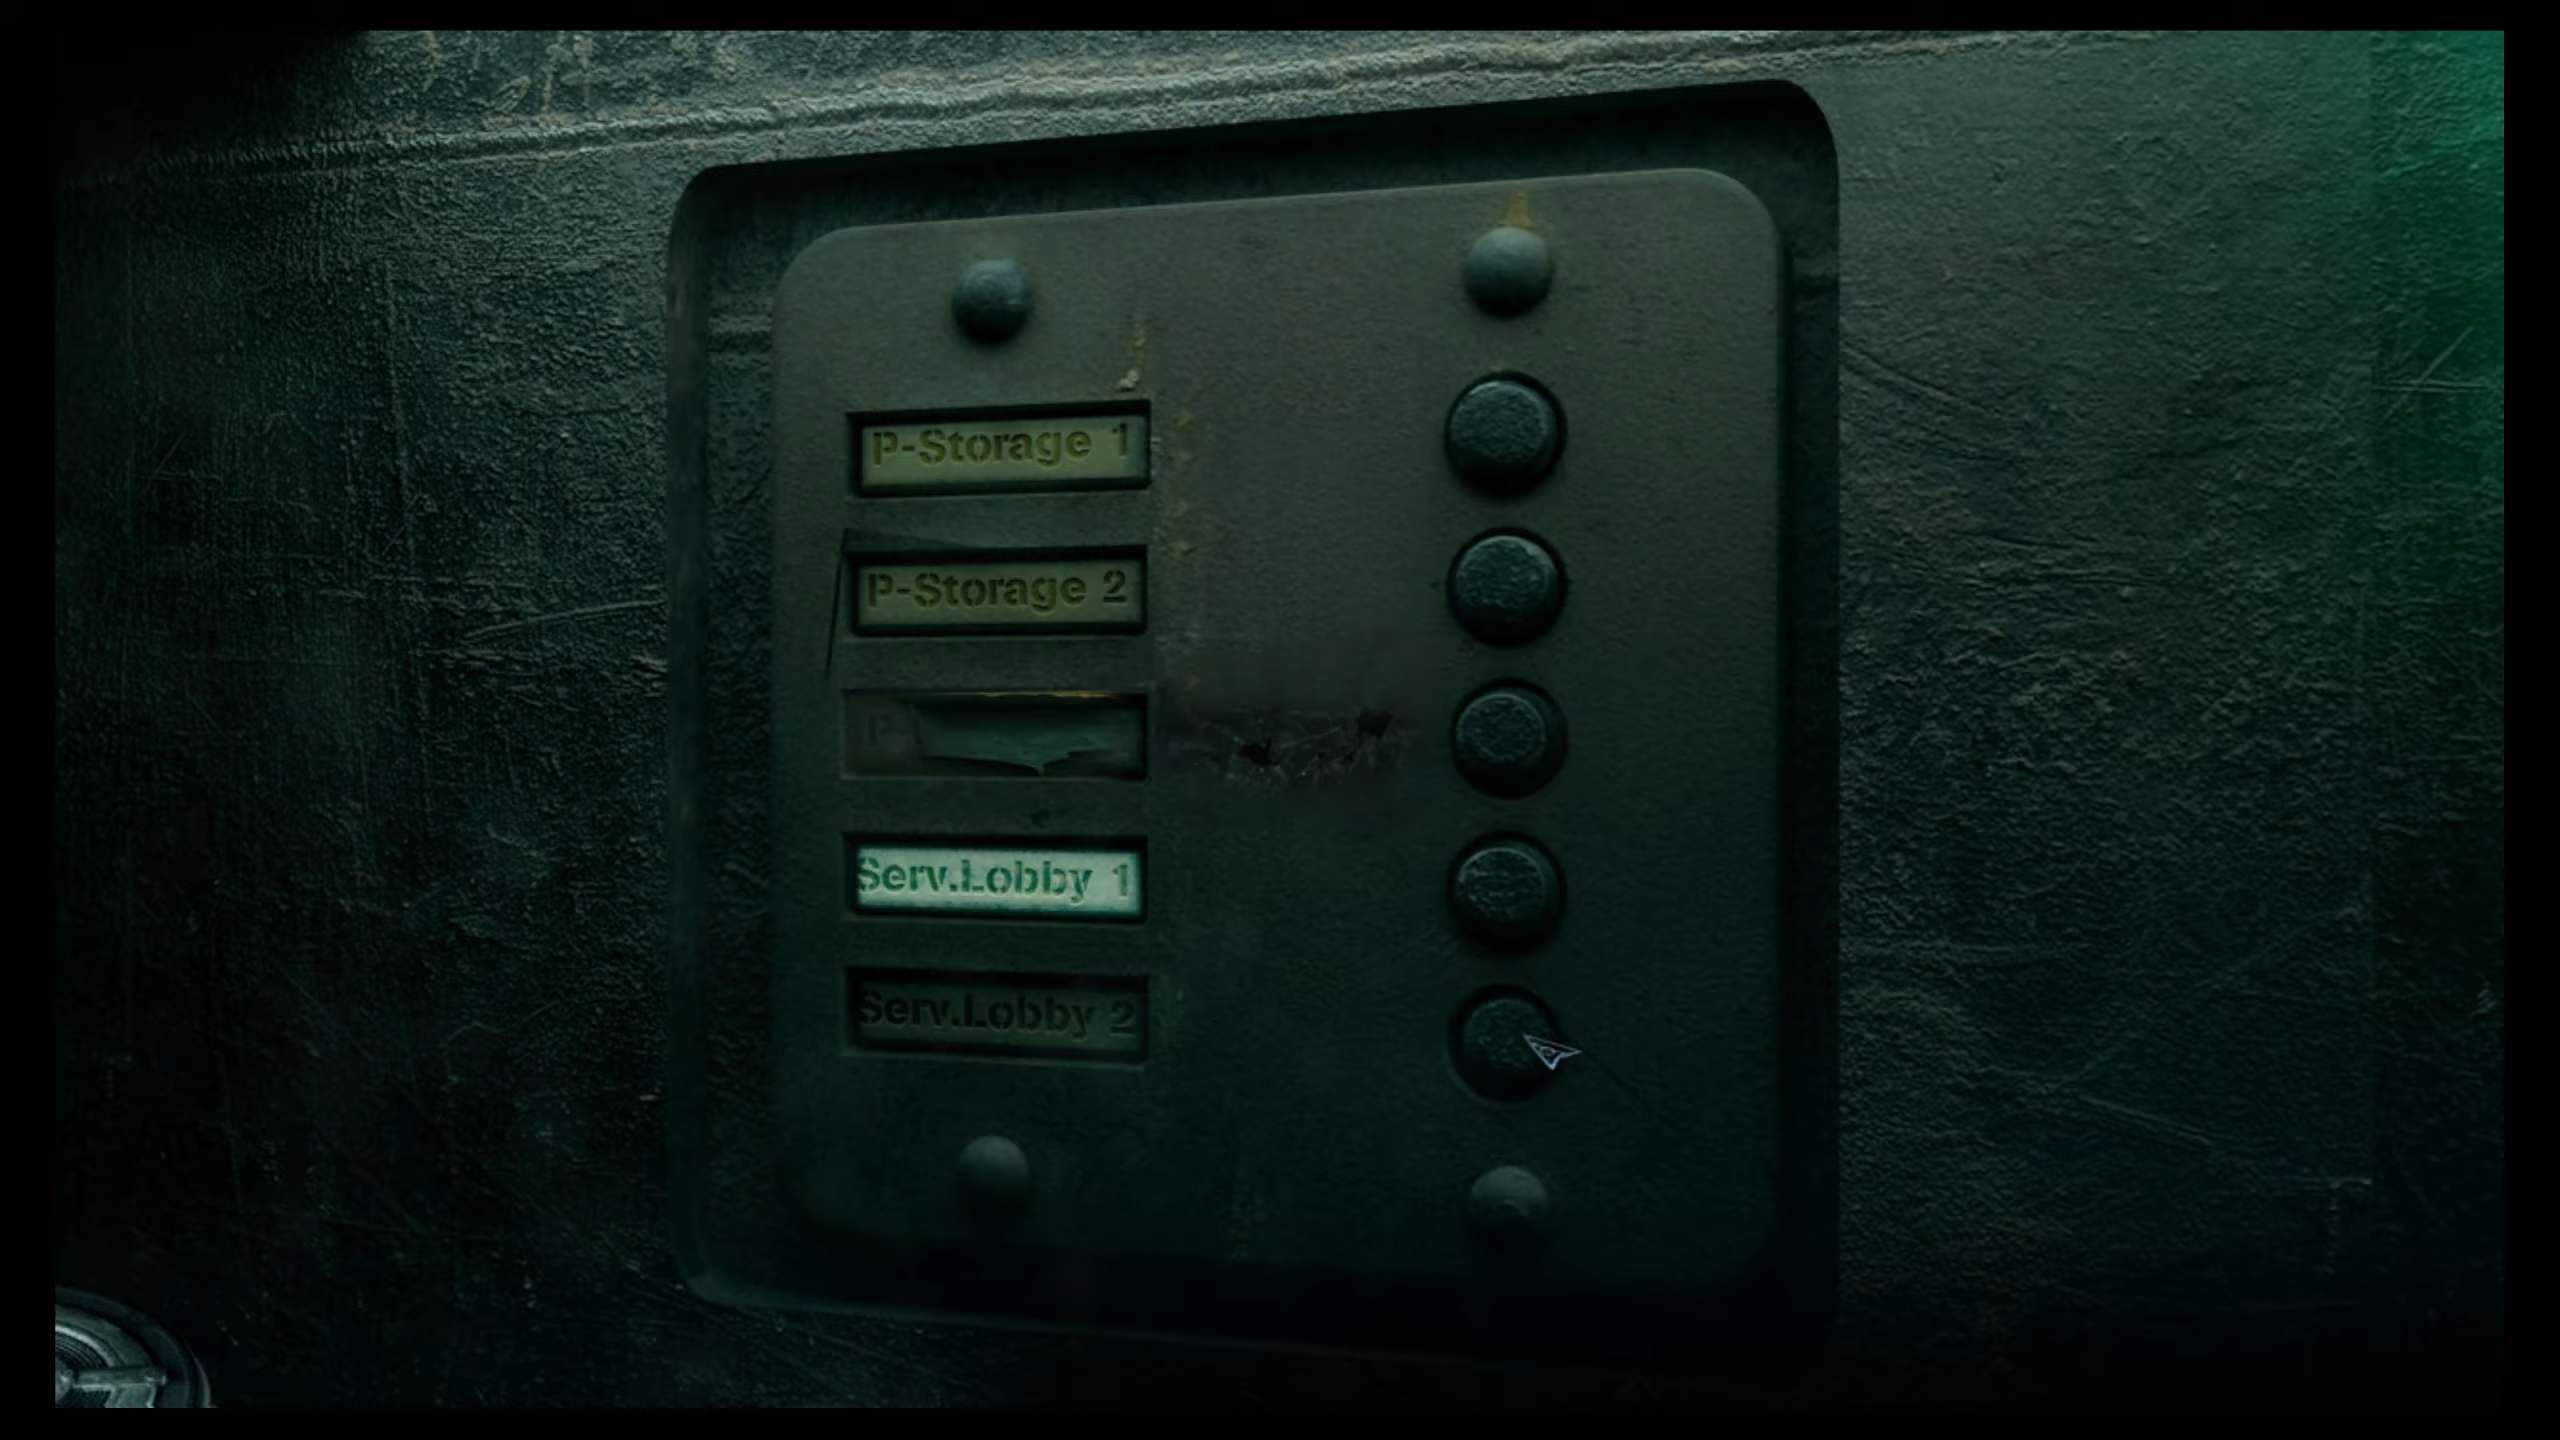 P-Storage 1
P-Storage 2
P-
Serv.Lobby 1
Serv.Lobby 2